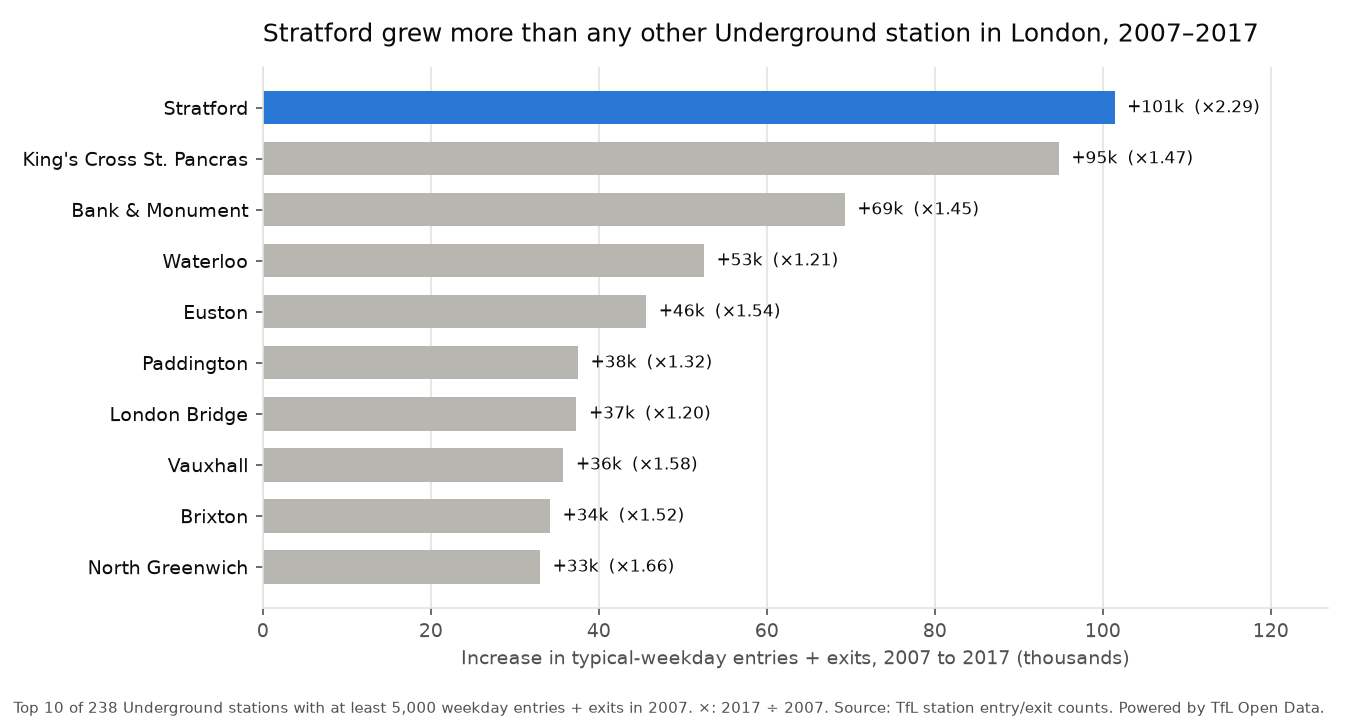 Stratford grew more than any other Underground station in London, 2007–2017
Stratford +101k (×2.29)
King's Cross St. Pancras +95k (×1.47)
Bank & Monument +69k (×1.45)
Waterloo +53k (×1.21)
Euston +46k (×1.54)
Paddington +38k (×1.32)
London Bridge +37k (×1.20)
Vauxhall +36k (×1.58)
Brixton +34k (×1.52)
North Greenwich +33k (×1.66)
0 20 40 60 80 100 120
Increase in typical-weekday entries + exits, 2007 to 2017 (thousands)
Top 10 of 238 Underground stations with at least 5,000 weekday entries + exits in 2007. ×: 2017 ÷ 2007. Source: TfL station entry/exit counts. Powered by TfL Open Data.